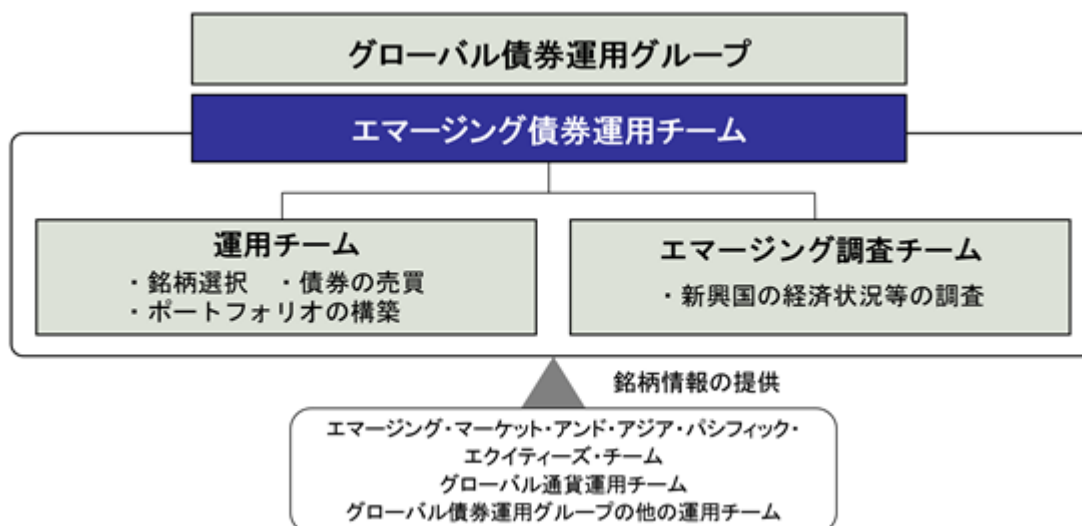 グローバル債券運用グループ
エマージング債券運用チーム
運用チーム
・銘柄選択　・債券の売買
・ポートフォリオの構築
エマージング調査チーム
・新興国の経済状況等の調査
銘柄情報の提供
エマージング・マーケット・アンド・アジア・パシフィック・
エクイティーズ・チーム
グローバル通貨運用チーム
グローバル債券運用グループの他の運用チーム